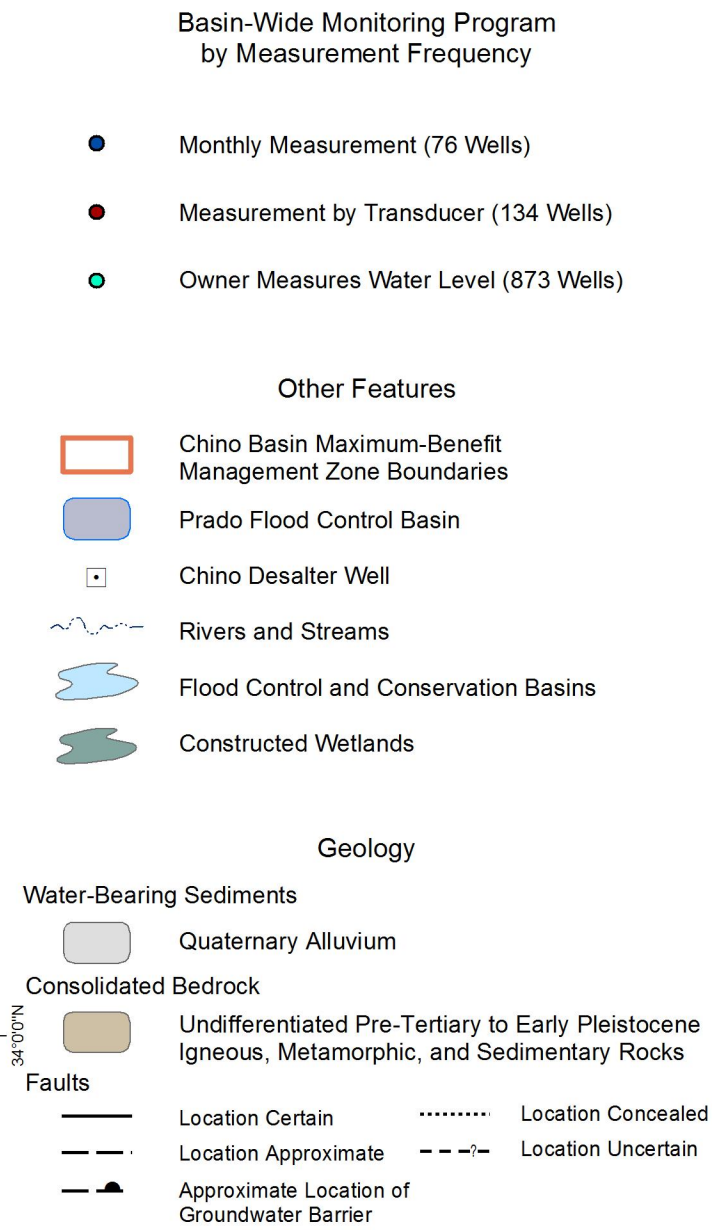 Basin-Wide Monitoring Program
by Measurement Frequency
Monthly Measurement (76 Wells)
Measurement by Transducer (134 Wells)
Owner Measures Water Level (873 Wells)
Other Features
Chino Basin Maximum-Benefit
Management Zone Boundaries
Prado Flood Control Basin
Chino Desalter Well
Rivers and Streams
Flood Control and Conservation Basins
Constructed Wetlands
Geology
Water-Bearing Sediments
Quaternary Alluvium
Consolidated Bedrock
34°0'0"N
Undifferentiated Pre-Tertiary to Early Pleistocene
Igneous, Metamorphic, and Sedimentary Rocks
Faults
Location Certain
Location Concealed
Location Approximate
?
Location Uncertain
Approximate Location of
Groundwater Barrier